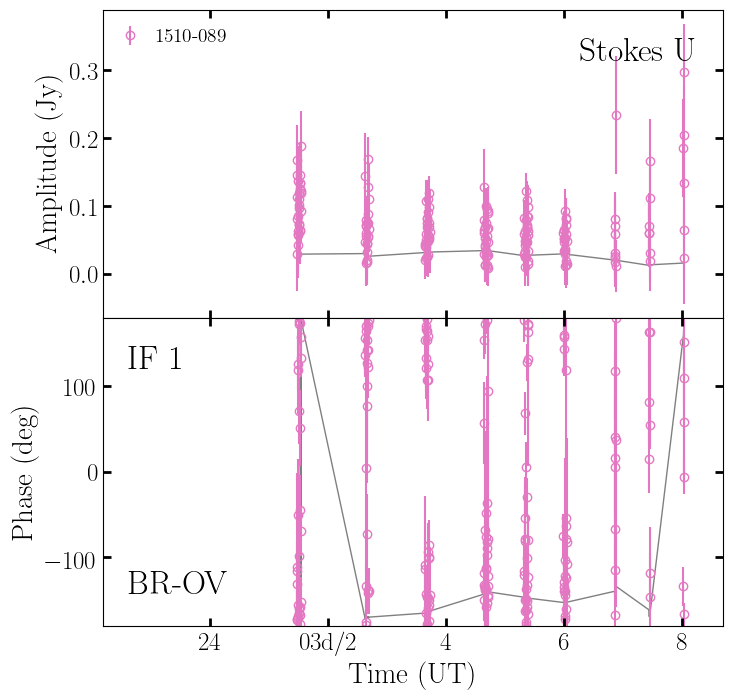 1510-089
Stokes U
Amplitude (Jy)
0.3
0.2
0.1
0.0
IF 1
BR-OV
Phase (deg)
100
0
−100
24
03d/2
4
6
8
Time (UT)